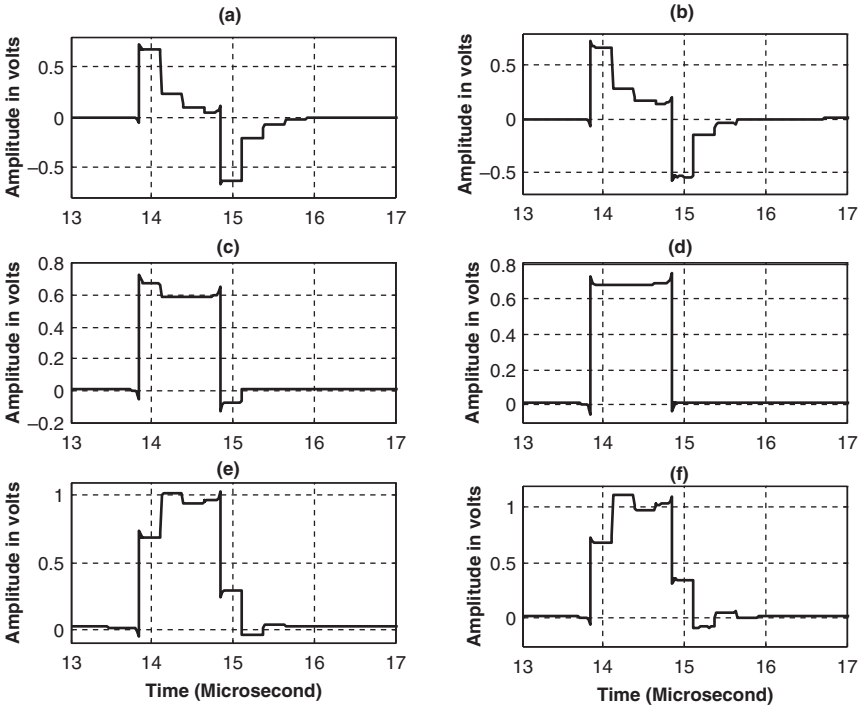 (a)
Amplitude in volts
0.5
0
−0.5
13 14 15 16 17
(b)
Amplitude in volts
0.5
0
−0.5
13 14 15 16 17
(c)
Amplitude in volts
0.8
0.6
0.4
0.2
0
−0.2
13 14 15 16 17
(d)
Amplitude in volts
0.8
0.6
0.4
0.2
0
13 14 15 16 17
(e)
Amplitude in volts
1
0.5
0
13 14 15 16 17
Time (Microsecond)
(f)
Amplitude in volts
1
0.5
0
13 14 15 16 17
Time (Microsecond)